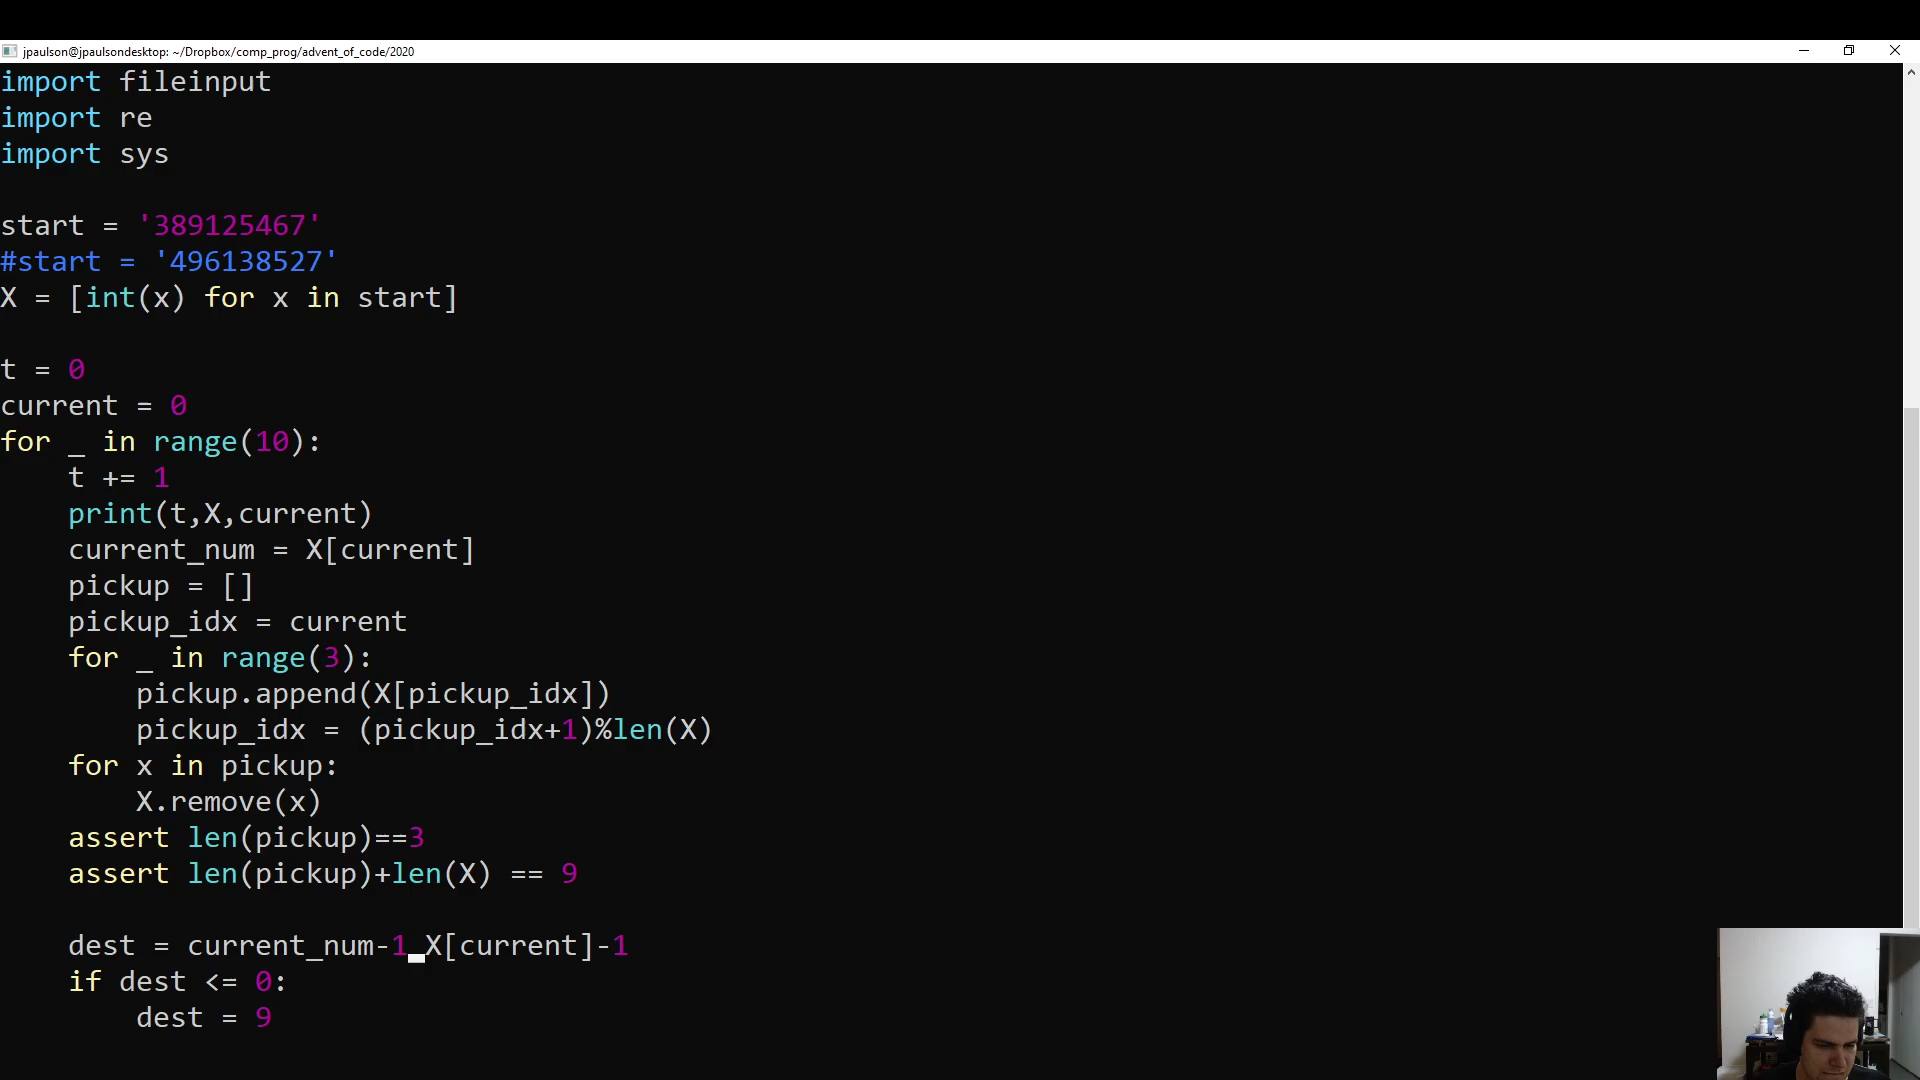 jpaulson@jpaulsondesktop: ~/Dropbox/comp_prog/advent_of_code/2020
import fileinput
import re
import sys

start = '389125467'
#start = '496138527'
X = [int(x) for x in start]

t = 0
current = 0
for _ in range(10):
    t += 1
    print(t,X,current)
    current_num = X[current]
    pickup = []
    pickup_idx = current
    for _ in range(3):
        pickup.append(X[pickup_idx])
        pickup_idx = (pickup_idx+1)%len(X)
    for x in pickup:
        X.remove(x)
    assert len(pickup)==3
    assert len(pickup)+len(X) == 9

    dest = current_num-1 X[current]-1
    if dest <= 0:
        dest = 9